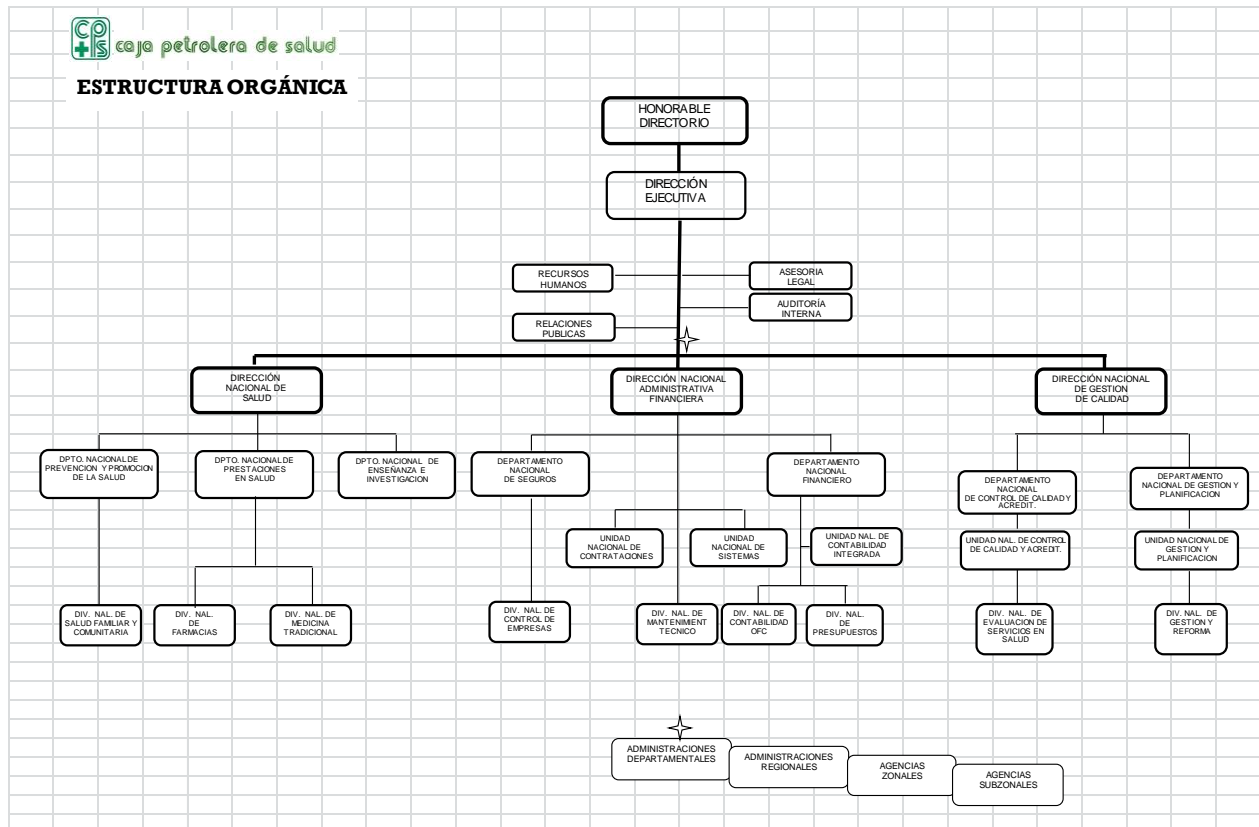 COPS
caja petrolera de salud
ESTRUCTURA ORGÁNICA
HONORABLE
DIRECTORIO
DIRECCIÓN
EJECUTIVA
RECURSOS
HUMANOS
ASESORIA
LEGAL
AUDITORÍA
INTERNA
RELACIONES
PUBLICAS
DIRECCIÓN
NACIONAL DE
SALUD
DIRECCIÓN NACIONAL
ADMINISTRATIVA
FINANCIERA
DIRECCIÓN NACIONAL
DE GESTION
DE CALIDAD
DPTO. NACIONAL DE
PREVENCION Y PROMOCION
DE LA SALUD
DPTO. NACIONAL DE
PRESTACIONES
EN SALUD
DPTO. NACIONAL DE
ENSEÑANZA E
INVESTIGACION
DEPARTAMENTO
NACIONAL
DE SEGUROS
DEPARTAMENTO
NACIONAL
FINANCIERO
DEPARTAMENTO
NACIONAL
DE CONTROL DE CALIDAD Y
ACREDIT.
DEPARTAMENTO
NACIONAL DE GESTION Y
PLANIFICACION
UNIDAD
NACIONAL DE
CONTRATACIONES
UNIDAD
NACIONAL DE
SISTEMAS
UNIDAD NAL. DE
CONTABILIDAD
INTEGRADA
UNIDAD NAL. DE CONTROL
DE CALIDAD Y ACREDIT.
UNIDAD NACIONAL DE
GESTION Y
PLANIFICACION
DIV. NAL. DE
SALUD FAMILIAR Y
COMUNITARIA
DIV. NAL.
DE
FARMACIAS
DIV. NAL. DE
MEDICINA
TRADICIONAL
DIV. NAL. DE
CONTROL DE
EMPRESAS
DIV. NAL. DE
MANTENIMIENT
TECNICO
DIV. NAL. DE
CONTABILIDAD
OFC
DIV. NAL.
DE
PRESUPUESTOS
DIV. NAL. DE
EVALUACION DE
SERVICIOS EN
SALUD
DIV. NAL. DE
GESTION Y
REFORMA
ADMINISTRACIONES
DEPARTAMENTALES
ADMINISTRACIONES
REGIONALES
AGENCIAS
ZONALES
AGENCIAS
SUBZONALES